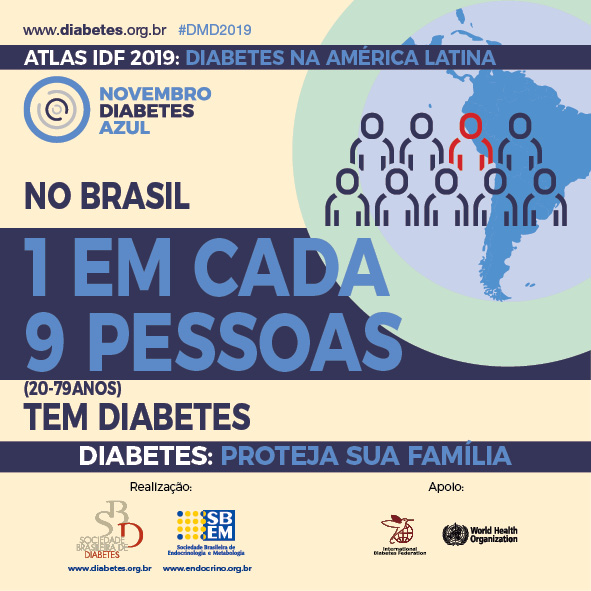 www.diabetes.org.br #DMD2019
ATLAS IDF 2019: DIABETES NA AMÉRICA LATINA
NOVEMBRO
DIABETES
AZUL
NO BRASIL
1 EM CADA
9 PESSOAS
(20-79ANOS)
TEM DIABETES
DIABETES: PROTEJA SUA FAMÍLIA
Realização:
Apoio:
SBD
SOCIEDADE
BRASILEIRA DE
DIABETES
www.diabetes.org.br
SB
EM
Sociedade Brasileira de
Endocrinologia e Metabologia
www.endocrino.org.br
International
Diabetes Federation
World Health
Organization